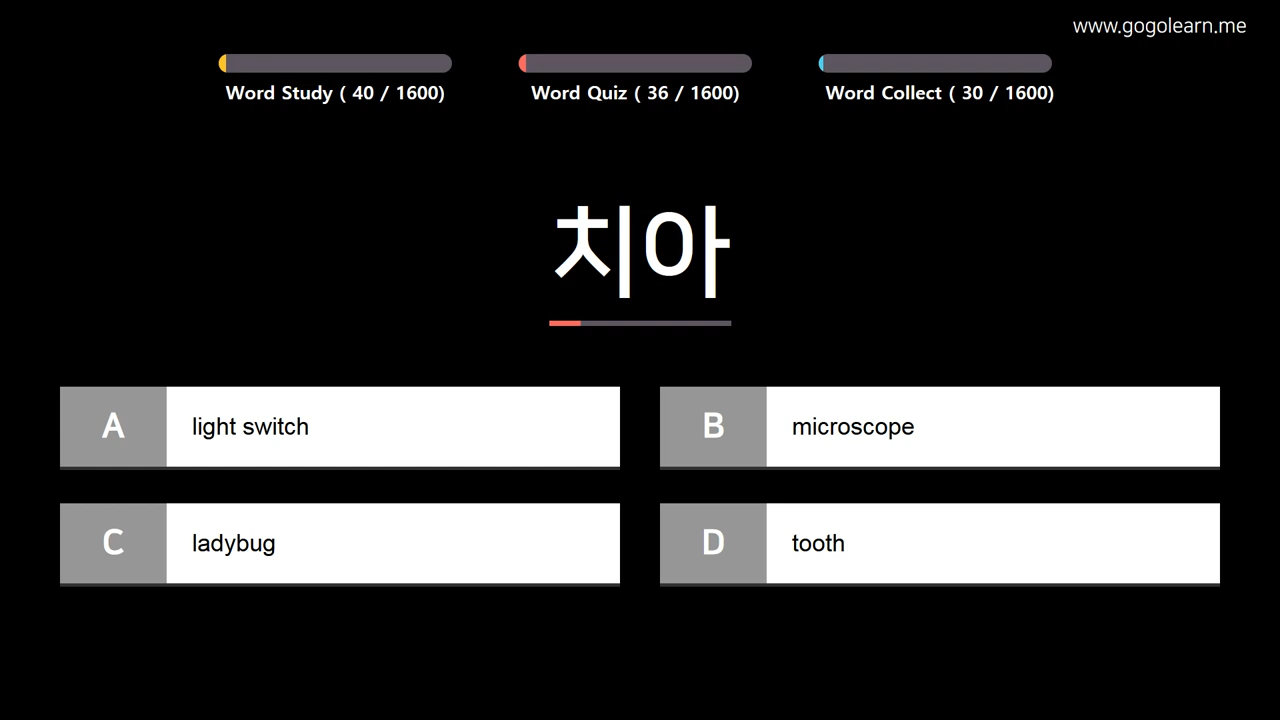 www.gogolearn.me
Word Study ( 40 / 1600)
Word Quiz ( 36 / 1600)
Word Collect ( 30 / 1600)
치아
A light switch
B microscope
C ladybug
D tooth